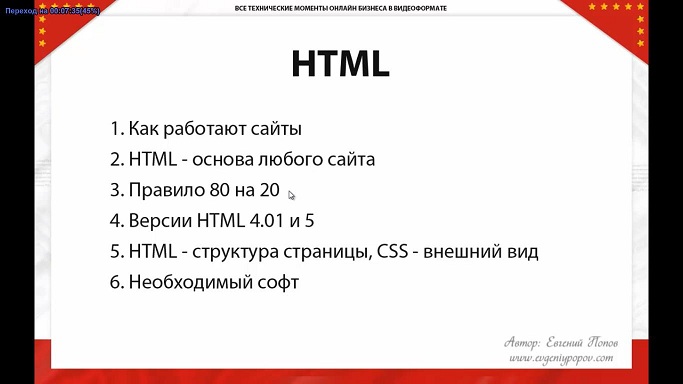 Переход на 00:07:35(45%)
ВСЕ ТЕХНИЧЕСКИЕ МОМЕНТЫ ОНЛАЙН БИЗНЕСА В ВИДЕОФОРМАТЕ
HTML
1. Как работают сайты
2. HTML - основа любого сайта
3. Правило 80 на 20
4. Версии HTML 4.01 и 5
5. HTML - структура страницы, CSS - внешний вид
6. Необходимый софт
Автор: Евгений Попов
www.evgeniypopov.com